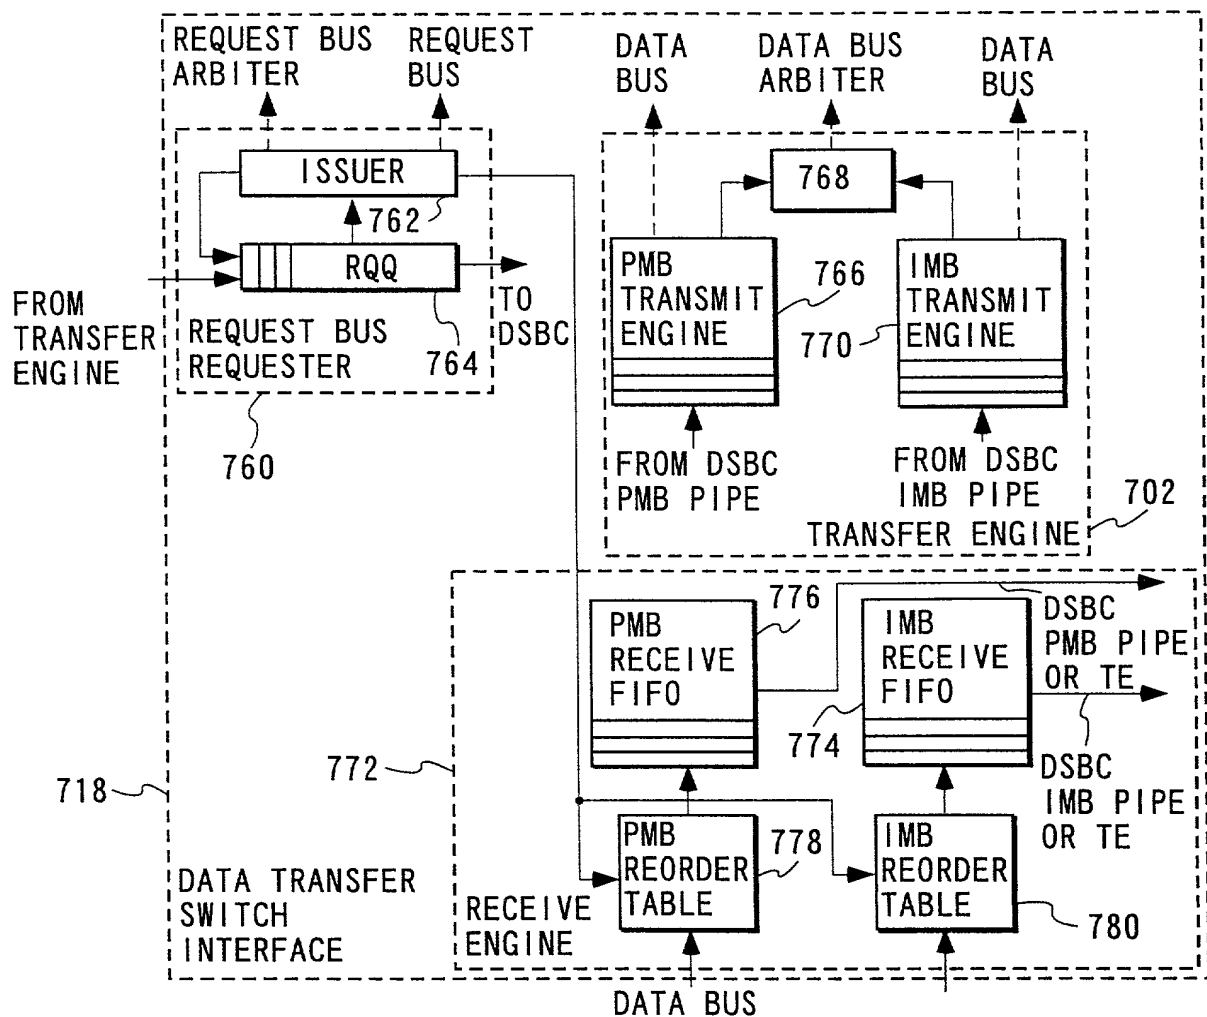 REQUEST BUS
ARBITER
REQUEST
BUS
DATA
BUS
DATA BUS
ARBITER
DATA
BUS
ISSUER
762
768
RQQ
764
FROM
TRANSFER
ENGINE
TO
DSBC
REQUEST BUS
REQUESTER
760
PMB
TRANSMIT
ENGINE
766
IMB
TRANSMIT
ENGINE
770
FROM DSBC
PMB PIPE
FROM DSBC
IMB PIPE
702
TRANSFER ENGINE
PMB
RECEIVE
FIFO
776
IMB
RECEIVE
FIFO
774
DSBC
PMB PIPE
OR TE
DSBC
IMB PIPE
OR TE
772
718
PMB
REORDER
TABLE
778
IMB
REORDER
TABLE
780
DATA TRANSFER
SWITCH
INTERFACE
RECEIVE
ENGINE
DATA BUS